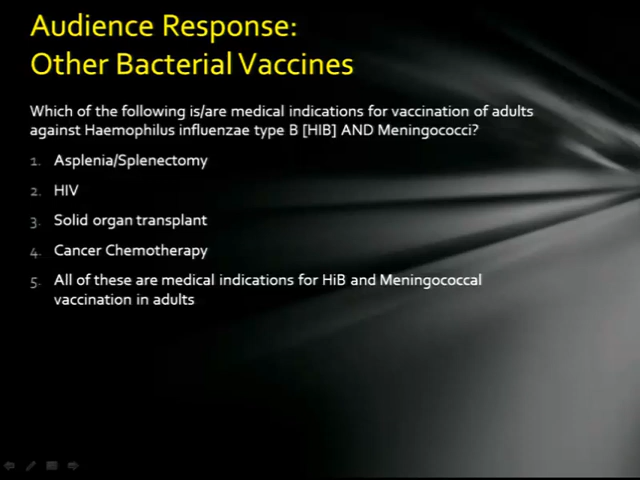 Audience Response:
Other Bacterial Vaccines
Which of the following is/are medical indications for vaccination of adults
against Haemophilus influenzae type B [HIB] AND Meningococci?
1. Asplenia/Splenectomy
2. HIV
3. Solid organ transplant
4. Cancer Chemotherapy
5. All of these are medical indications for HiB and Meningococcal
vaccination in adults